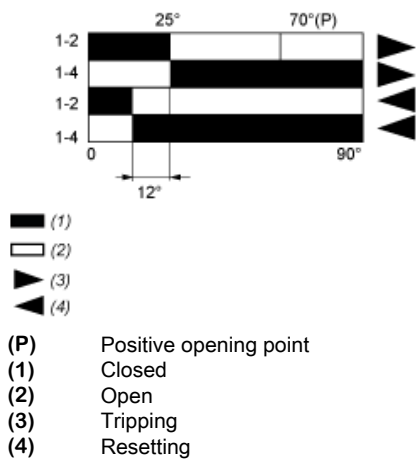 25° 70°(P)
1-2
1-4
1-2
1-4
0 90°
12°
(1)
(2)
(3)
(4)
(P) Positive opening point
(1) Closed
(2) Open
(3) Tripping
(4) Resetting